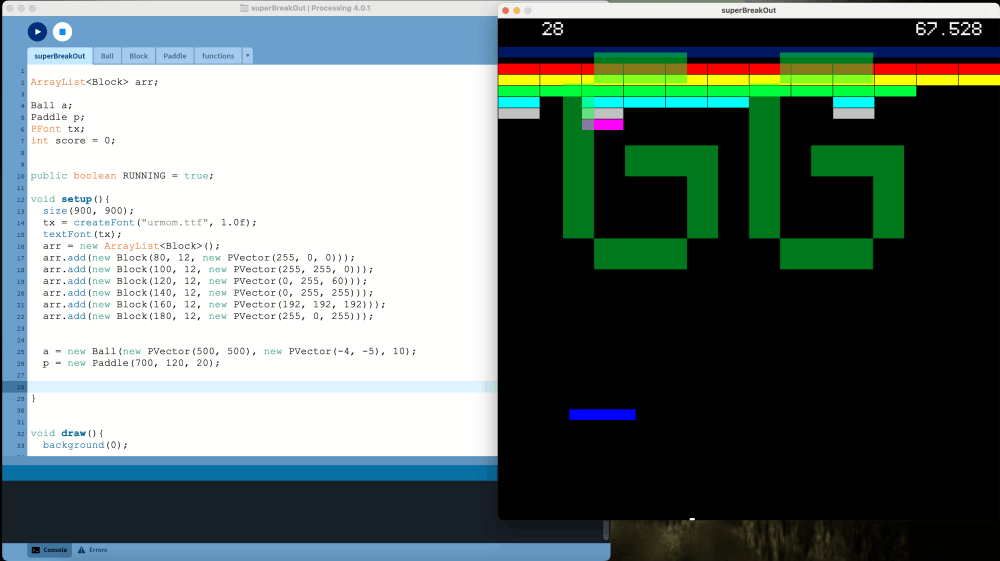 superBreakOut | Processing 4.0.1
superBreakOut Ball Block Paddle functions
1
2 ArrayList<Block> arr;
3
4 Ball a;
5 Paddle p;
6 PFont tx;
7 int score = 0;
8
9
10 public boolean RUNNING = true;
11
12 void setup(){
13 size(900, 900);
14 tx = createFont("urmom.ttf", 1.0f);
15 textFont(tx);
16 arr = new ArrayList<Block>();
17 arr.add(new Block(80, 12, new PVector(255, 0, 0)));
18 arr.add(new Block(100, 12, new PVector(255, 255, 0)));
19 arr.add(new Block(120, 12, new PVector(0, 255, 60)));
20 arr.add(new Block(140, 12, new PVector(0, 255, 255)));
21 arr.add(new Block(160, 12, new PVector(192, 192, 192)));
22 arr.add(new Block(180, 12, new PVector(255, 0, 255)));
23
24
25 a = new Ball(new PVector(500, 500), new PVector(-4, -5), 10);
26 p = new Paddle(700, 120, 20);
27
28
29 }
30
31
32 void draw(){
33 background(0);
Console Errors
superBreakOut
28 67.528
GG